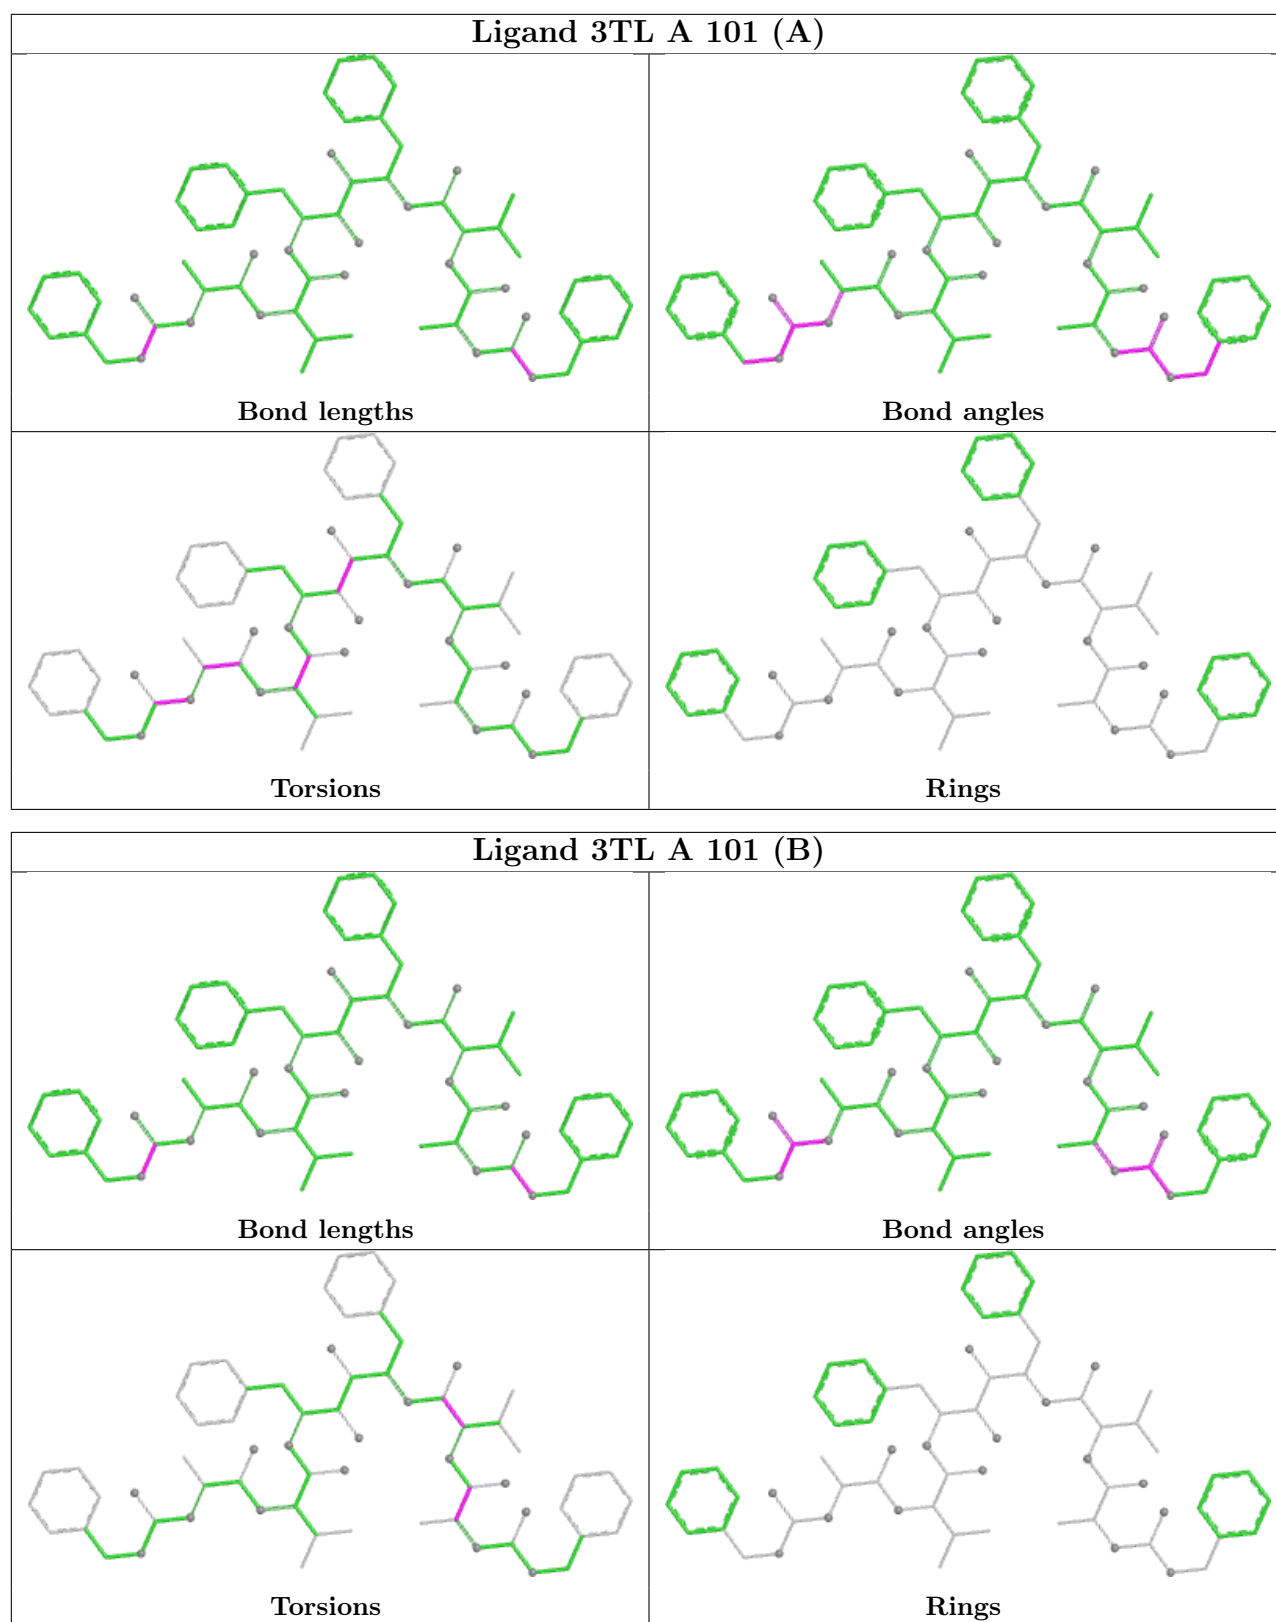 Ligand 3TL A 101 (A)
Bond lengths
Bond angles
Torsions
Rings
Ligand 3TL A 101 (B)
Bond lengths
Bond angles
Torsions
Rings